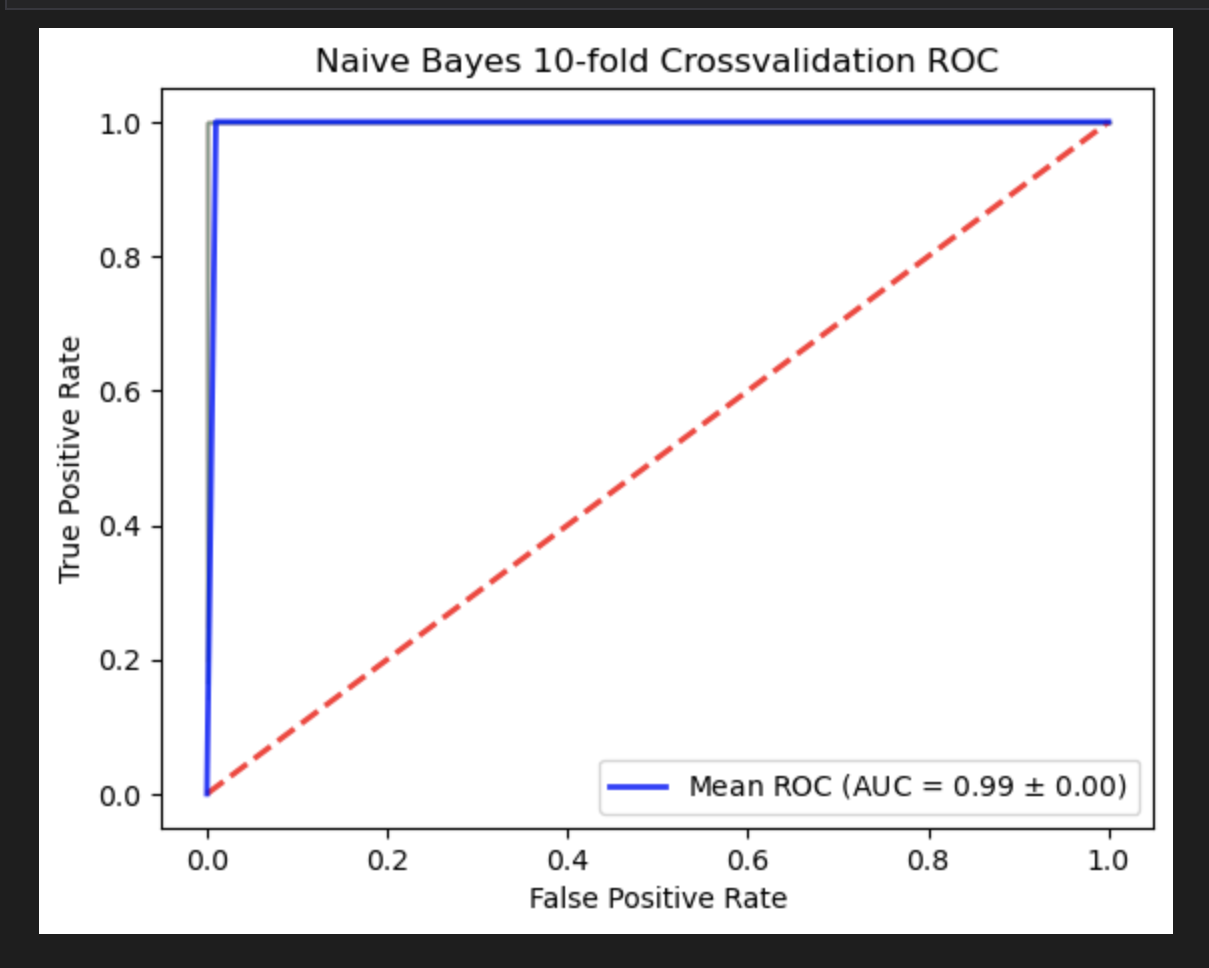 Naive Bayes 10-fold Crossvalidation ROC
True Positive Rate
1.0
0.8
0.6
0.4
0.2
0.0
Mean ROC (AUC = 0.99 ± 0.00)
0.0 0.2 0.4 0.6 0.8 1.0
False Positive Rate